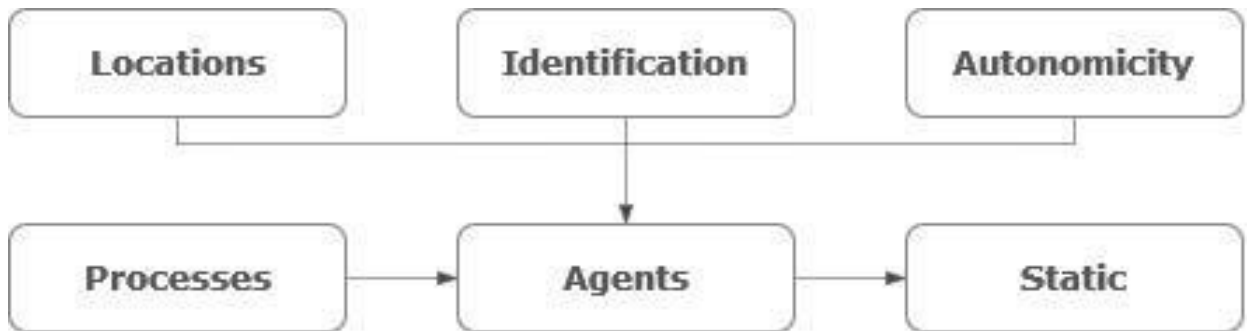 Locations
Identification
Autonomicity
Processes
Agents
Static